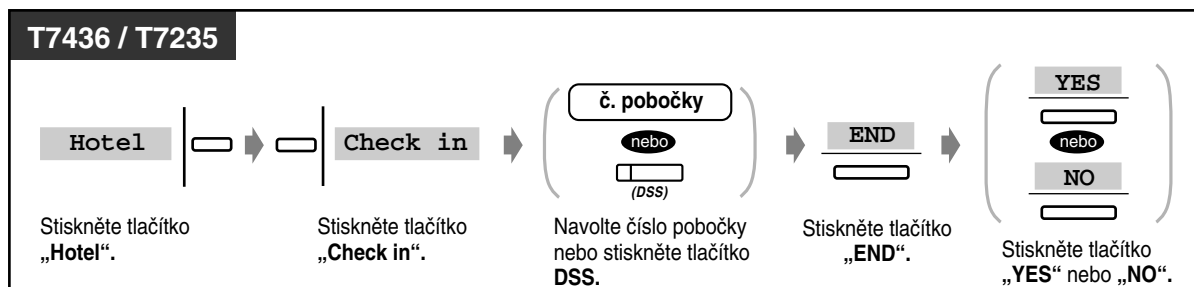 T7436 / T7235
Hotel
Stiskněte tlačítko
„Hotel“.
Check in
Stiskněte tlačítko
„Check in“.
č. pobočky
nebo
(DSS)
Navolte číslo pobočky
nebo stiskněte tlačítko
DSS.
END
Stiskněte tlačítko
„END“.
YES
nebo
NO
Stiskněte tlačítko
„YES“ nebo „NO“.